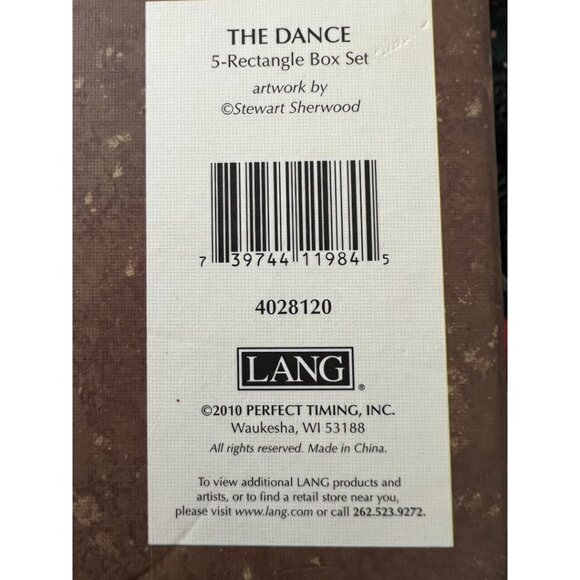 THE DANCE
5-Rectangle Box Set
artwork by
©Stewart Sherwood
7 39744 11984 5
4028120
LANG®
©2010 PERFECT TIMING, INC.
Waukesha, WI 53188
All rights reserved. Made in China.
To view additional LANG products and
artists, or to find a retail store near you,
please visit www.lang.com or call 262.523.9272.